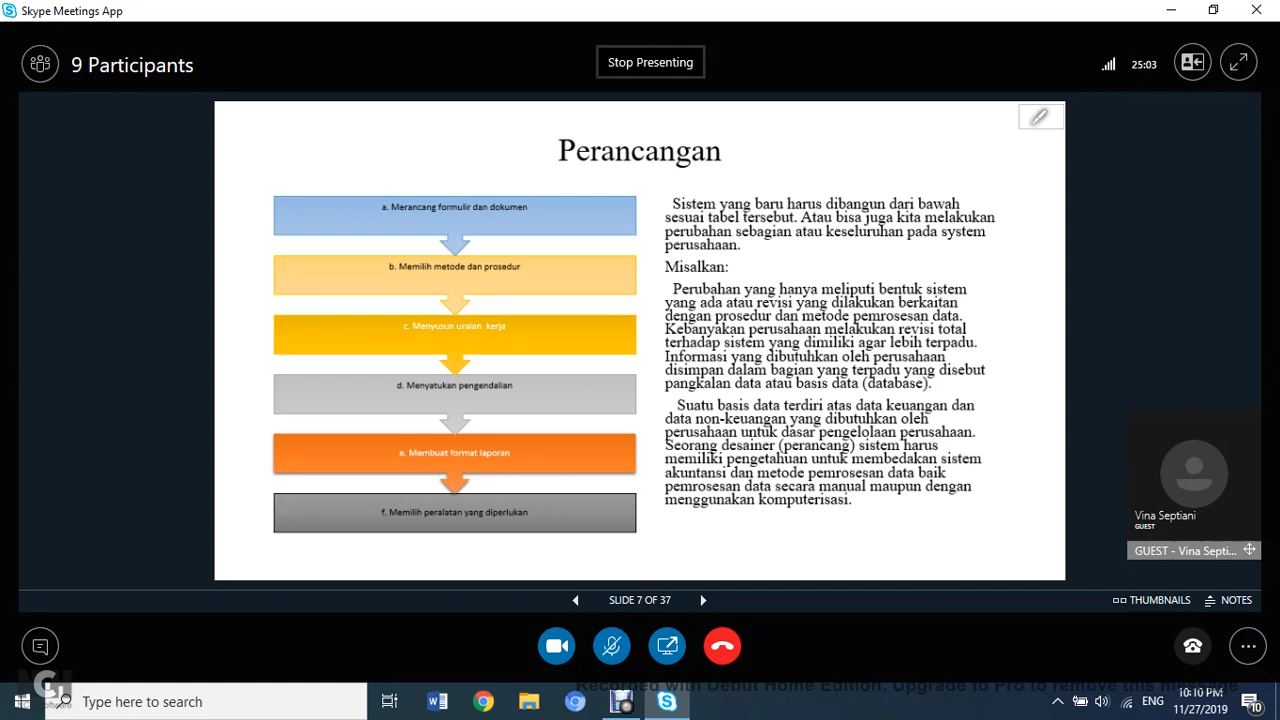 Skype Meetings App
9 Participants
Stop Presenting
25:03
Perancangan
a. Merancang formulir dan dokumen
b. Memilih metode dan prosedur
c. Menyusun uraian kerja
d. Menyatukan pengendalian
e. Membuat format laporan
f. Memilih peralatan yang diperlukan
Sistem yang baru harus dibangun dari bawah
sesuai tabel tersebut. Atau bisa juga kita melakukan
perubahan sebagian atau keseluruhan pada system
perusahaan.
Misalkan:
Perubahan yang hanya meliputi bentuk sistem
yang ada atau revisi yang dilakukan berkaitan
dengan prosedur dan metode pemrosesan data.
Kebanyakan perusahaan melakukan revisi total
terhadap sistem yang dimiliki agar lebih terpadu.
Informasi yang dibutuhkan oleh perusahaan
disimpan dalam bagian yang terpadu yang disebut
pangkalan data atau basis data (database).
Suatu basis data terdiri atas data keuangan dan
data non-keuangan yang dibutuhkan oleh
perusahaan untuk dasar pengelolaan perusahaan.
Seorang desainer (perancang) sistem harus
memiliki pengetahuan untuk membedakan sistem
akuntansi dan metode pemrosesan data baik
pemrosesan data secara manual maupun dengan
menggunakan komputerisasi.
Vina Septiani
GUEST
GUEST - Vina Septi...
SLIDE 7 OF 37
THUMBNAILS
NOTES
NCH
Software
Recorded with Debut Home Edition. Upgrade to Pro to remove this message
Type here to search
ENG
10:10 PM
11/27/2019
10